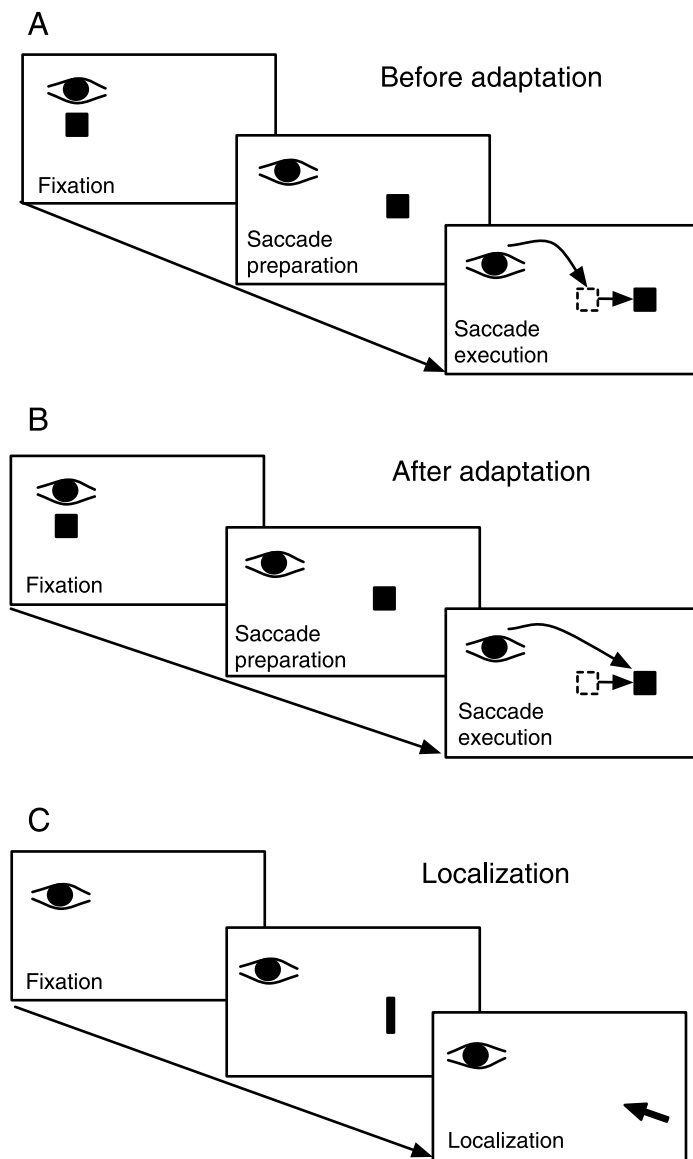 A
Before adaptation
Fixation
Saccade
preparation
Saccade
execution
B
After adaptation
Fixation
Saccade
preparation
Saccade
execution
C
Localization
Fixation
Localization